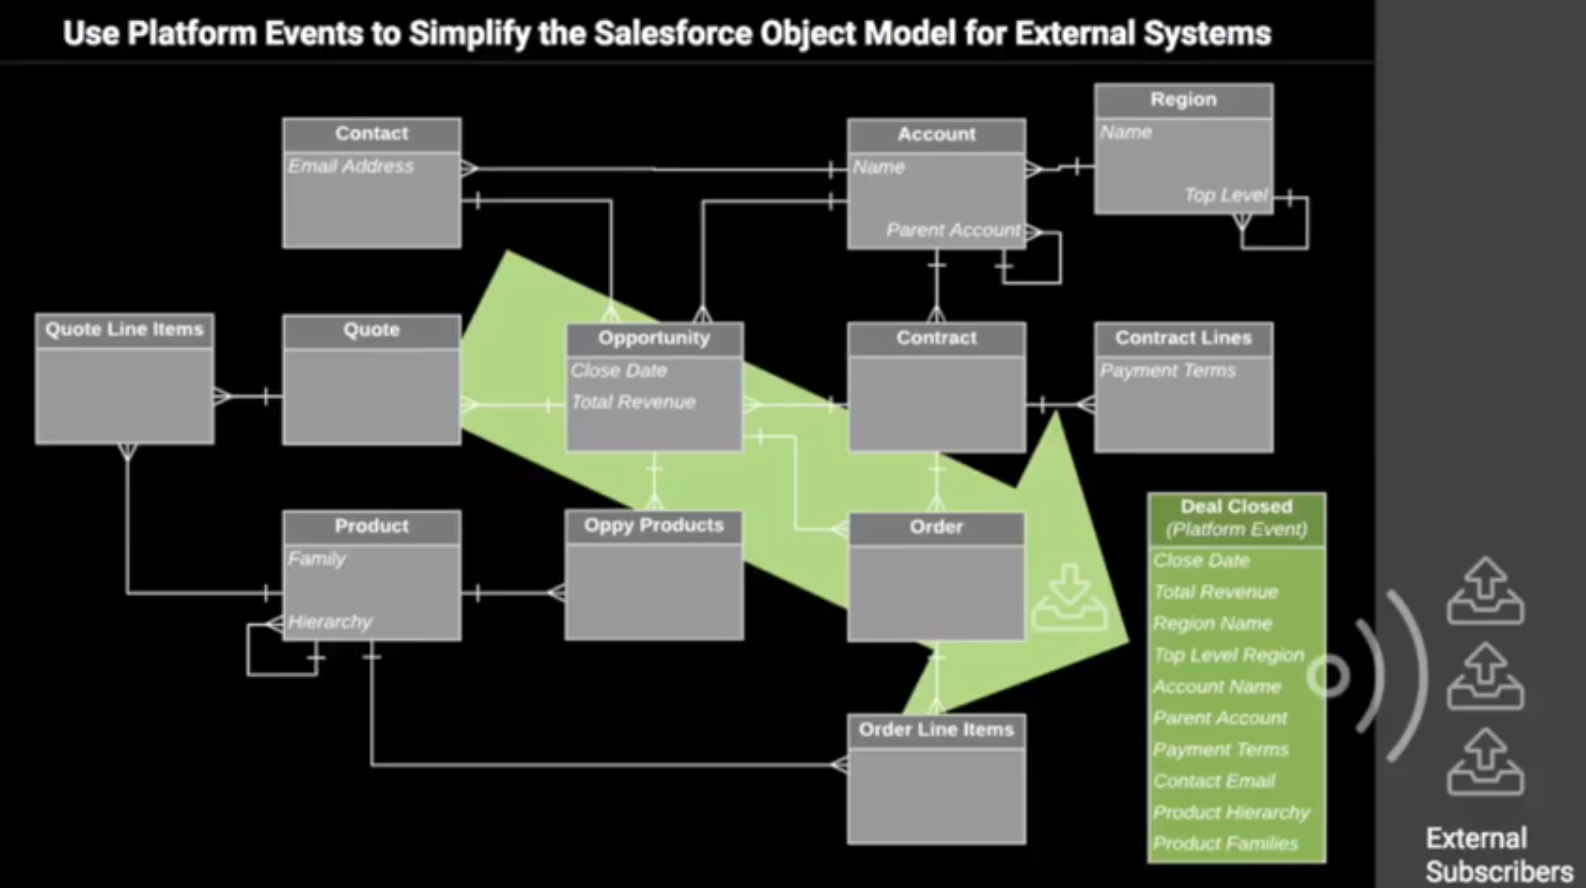 Use Platform Events to Simplify the Salesforce Object Model for External Systems
Contact
Email Address
Account
Name
Parent Account
Region
Name
Top Level
Quote Line Items
Quote
Opportunity
Close Date
Total Revenue
Contract
Contract Lines
Payment Terms
Product
Family
Hierarchy
Oppy Products
Order
Order Line Items
Deal Closed
(Platform Event)
Close Date
Total Revenue
Region Name
Top Level Region
Account Name
Parent Account
Payment Terms
Contact Email
Product Hierarchy
Product Families
External
Subscribers